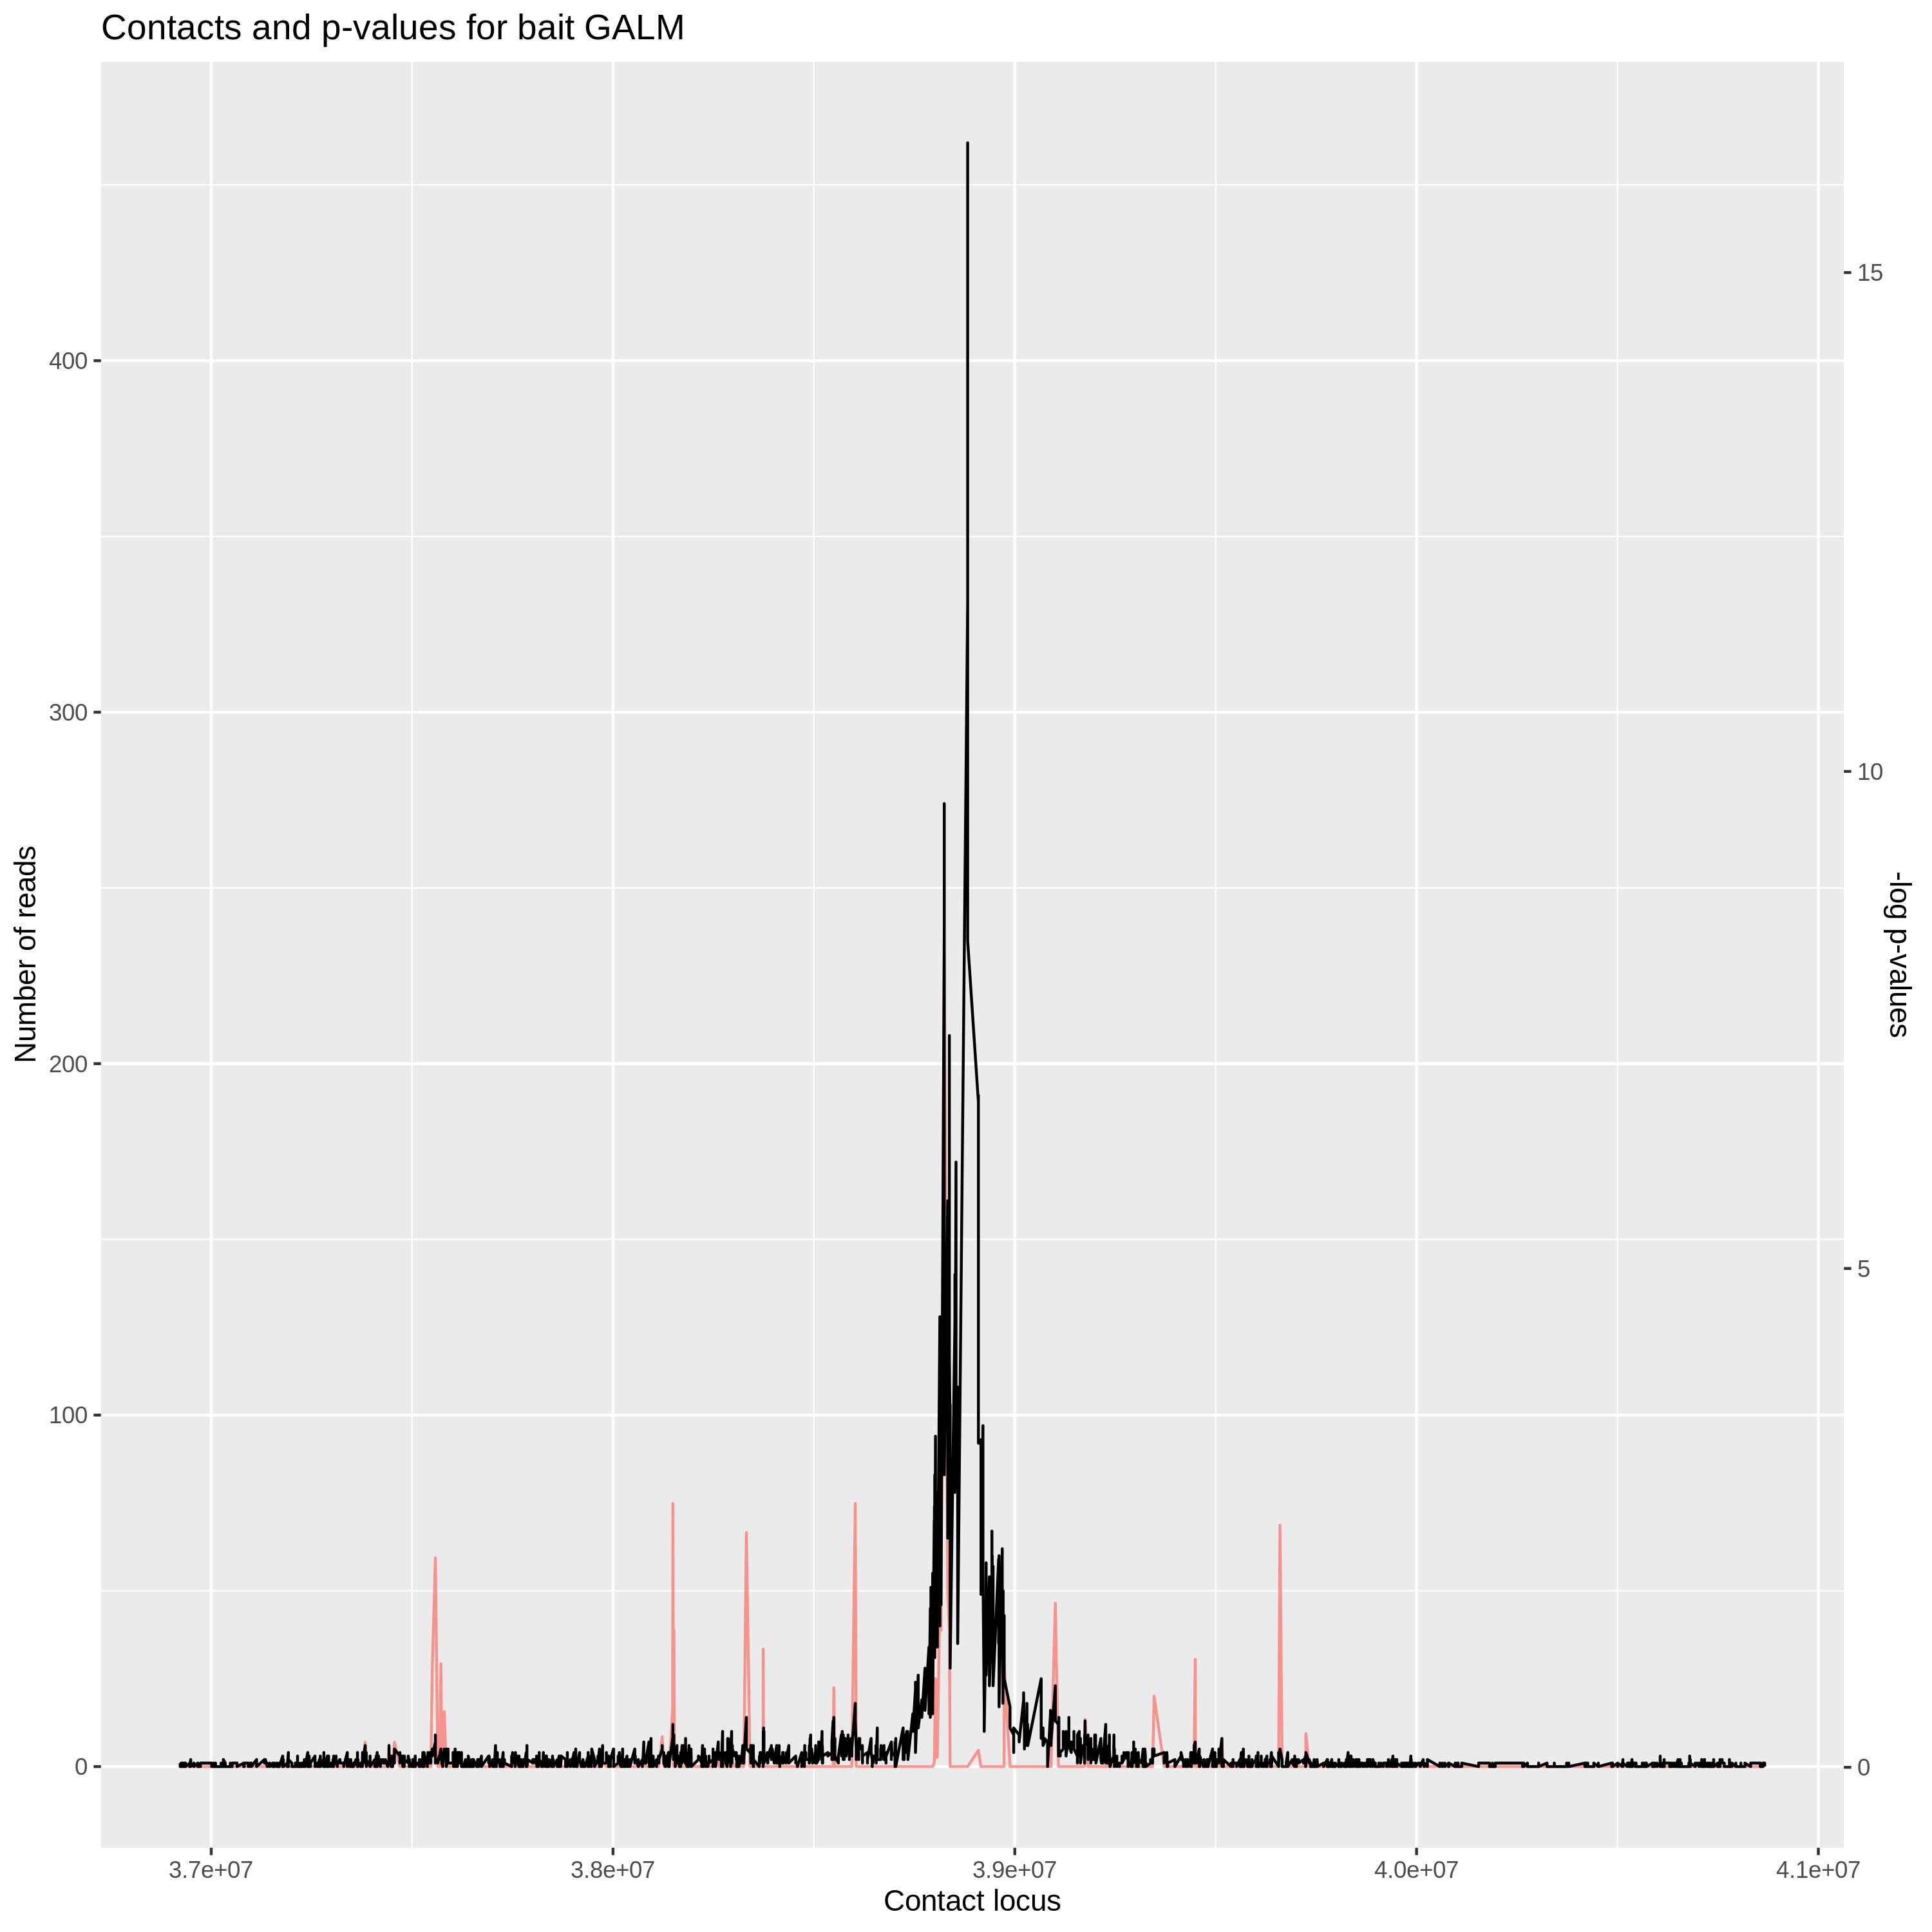 Contacts and p-values for bait GALM
Number of reads
400
300
200
100
0
15
10
5
0
-log p-values
3.7e+07
3.8e+07
3.9e+07
4.0e+07
4.1e+07
Contact locus